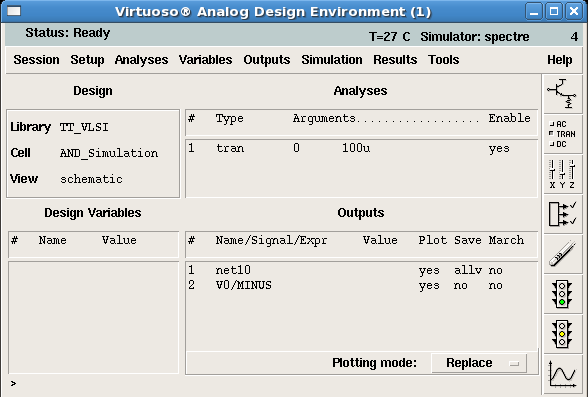 Virtuoso® Analog Design Environment (1)
Status: Ready
T=27 C Simulator: spectre 4
Session Setup Analyses Variables Outputs Simulation Results Tools Help
Design
Library TT_VLSI
Cell AND_Simulation
View schematic
Analyses
# Type Arguments................... Enable
1 tran 0 100u yes
Design Variables
# Name Value
Outputs
# Name/Signal/Expr Value Plot Save March
1 net10 yes allv no
2 V0/MINUS yes no no
Plotting mode: Replace
>
AC
TRAN
DC
X Y Z